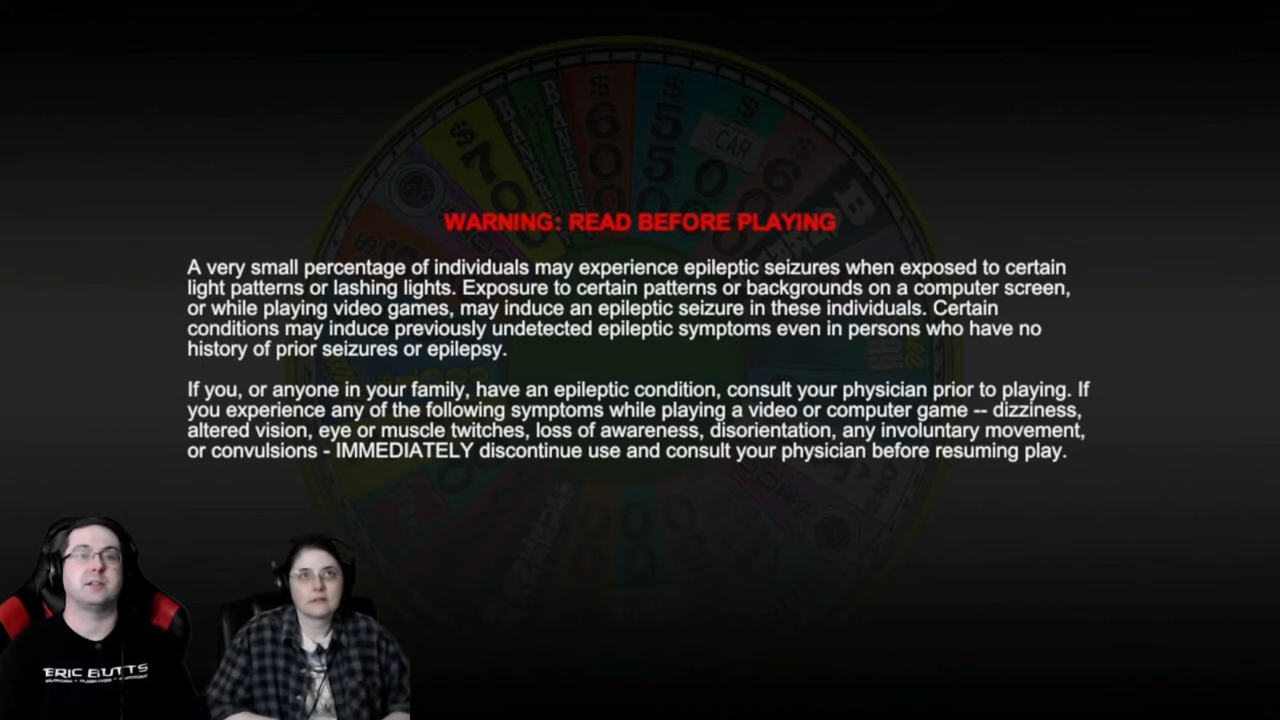 BANKRUPT
$700
$600
$550
CAR
WARNING: READ BEFORE PLAYING
A very small percentage of individuals may experience epileptic seizures when exposed to certain
light patterns or lashing lights. Exposure to certain patterns or backgrounds on a computer screen,
or while playing video games, may induce an epileptic seizure in these individuals. Certain
conditions may induce previously undetected epileptic symptoms even in persons who have no
history of prior seizures or epilepsy.
If you, or anyone in your family, have an epileptic condition, consult your physician prior to playing. If
you experience any of the following symptoms while playing a video or computer game -- dizziness,
altered vision, eye or muscle twitches, loss of awareness, disorientation, any involuntary movement,
or convulsions - IMMEDIATELY discontinue use and consult your physician before resuming play.
ERIC BUTTS